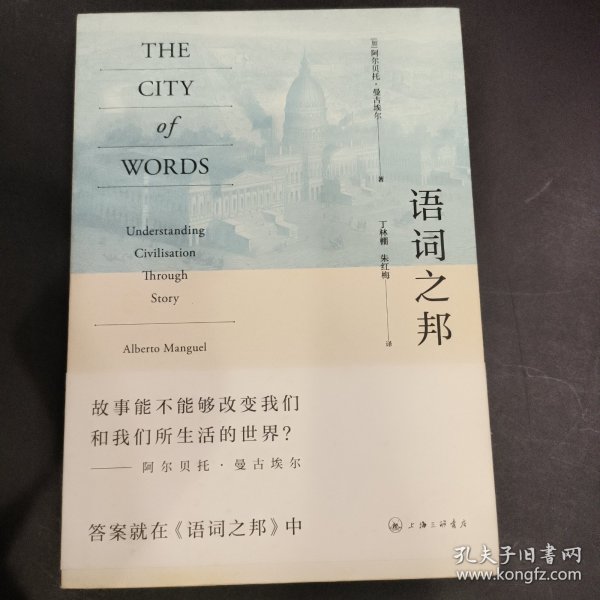 THE
CITY
of
WORDS
Understanding
Civilisation
Through
Story
Alberto Manguel
[加]阿尔贝托·曼古埃尔
著
语词之邦
丁林棚 朱红梅
译
故事能不能够改变我们
和我们所生活的世界?
——阿尔贝托·曼古埃尔
答案就在《语词之邦》中
上海三联书店
孔夫子旧书网
www.kongfz.com